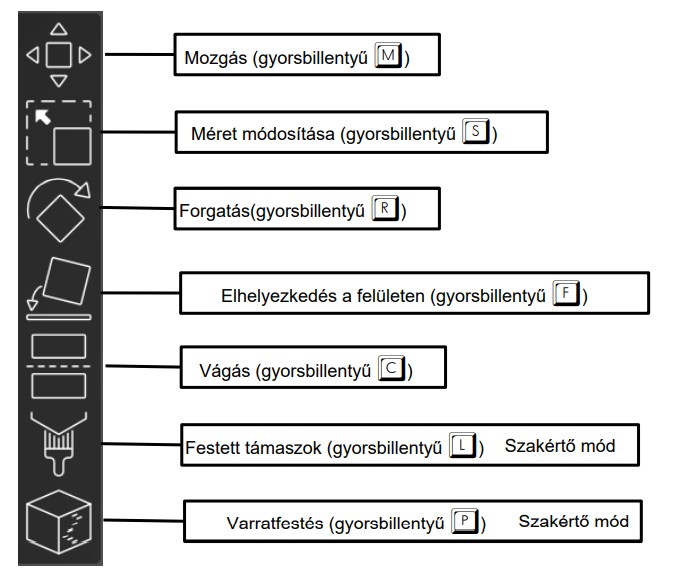 Mozgás (gyorsbillentyű M)
Méret módosítása (gyorsbillentyű S)
Forgatás(gyorsbillentyű R)
Elhelyezkedés a felületen (gyorsbillentyű F)
Vágás (gyorsbillentyű C)
Festett támaszok (gyorsbillentyű L) Szakértő mód
Varratfestés (gyorsbillentyű P) Szakértő mód